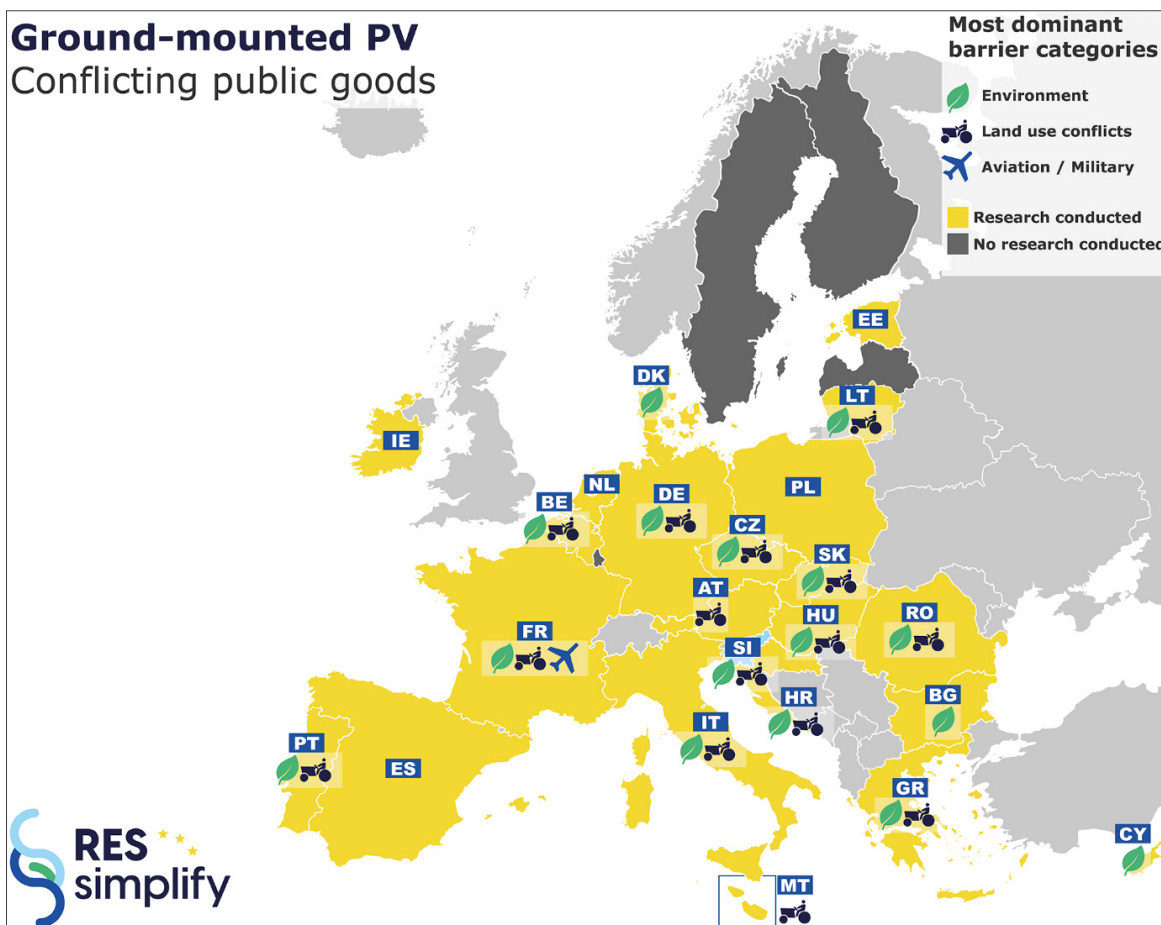 Ground-mounted PV
Conflicting public goods
Most dominant
barrier categories
Environment
Land use conflicts
Aviation / Military
Research conducted
No research conducted
EE
DK
LT
IE
NL
BE
DE
PL
CZ
SK
AT
HU
RO
FR
SI
HR
BG
IT
PT
ES
GR
CY
MT
RES
simplify